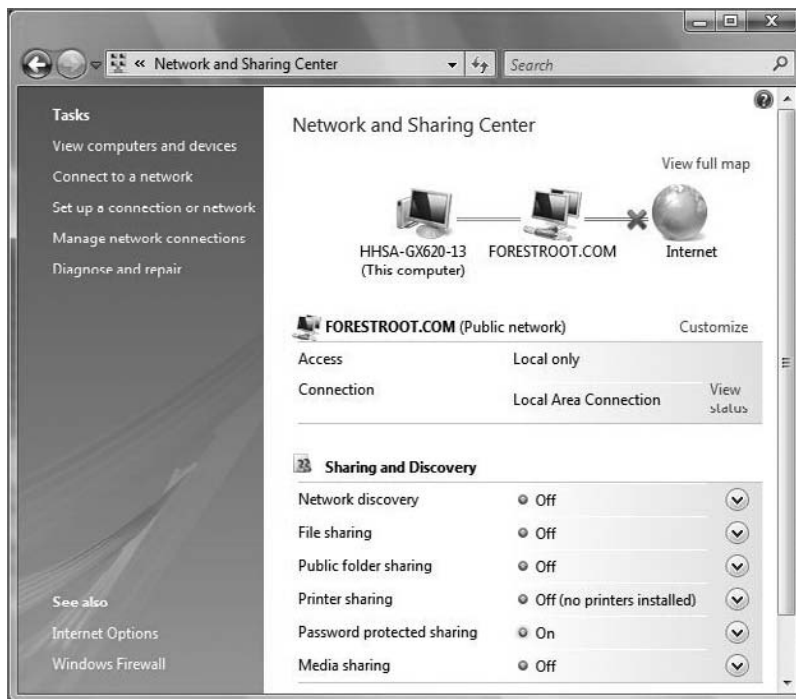 « Network and Sharing Center
Search
Tasks
View computers and devices
Connect to a network
Set up a connection or network
Manage network connections
Diagnose and repair
See also
Internet Options
Windows Firewall
Network and Sharing Center
View full map
HHSA-GX620-13
(This computer)
FORESTROOT.COM
Internet
FORESTROOT.COM (Public network) Customize
Access Local only
Connection Local Area Connection View
status
Sharing and Discovery
Network discovery Off
File sharing Off
Public folder sharing Off
Printer sharing Off (no printers installed)
Password protected sharing On
Media sharing Off